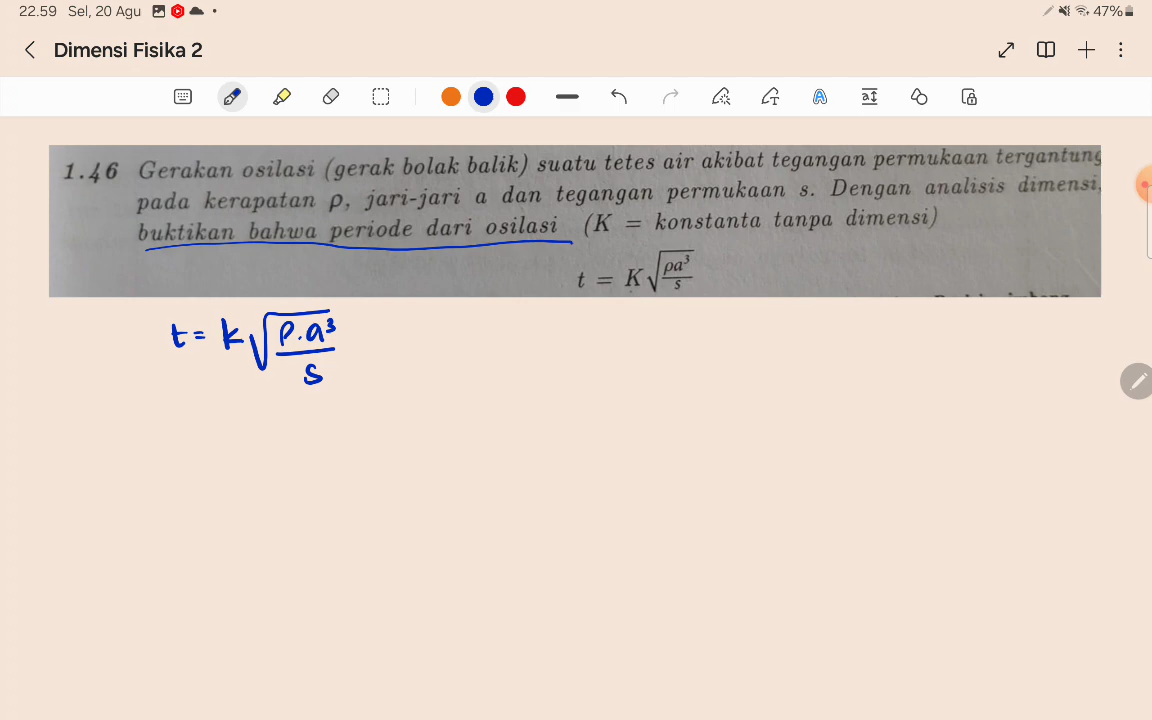 22.59 Sel, 20 Agu
47%
Dimensi Fisika 2
1.46 Gerakan osilasi (gerak bolak balik) suatu tetes air akibat tegangan permukaan tergantung
pada kerapatan ρ, jari-jari a dan tegangan permukaan s. Dengan analisis dimensi,
buktikan bahwa periode dari osilasi (K = konstanta tanpa dimensi)
t = K√(ρa³/s)
t = k√(ρ.a³/s)